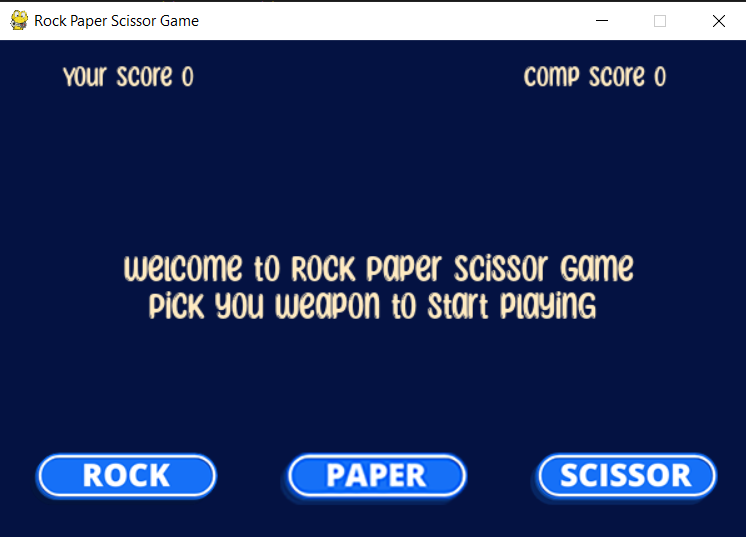 Rock Paper Scissor Game
Your Score 0
Comp Score 0
Welcome to Rock Paper Scissor Game
Pick you weapon to start playing
ROCK
PAPER
SCISSOR